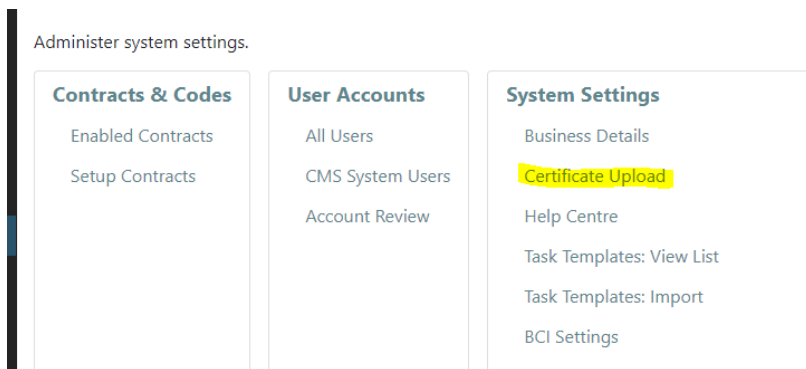 Administer system settings.
Contracts & Codes
Enabled Contracts
Setup Contracts
User Accounts
All Users
CMS System Users
Account Review
System Settings
Business Details
Certificate Upload
Help Centre
Task Templates: View List
Task Templates: Import
BCI Settings